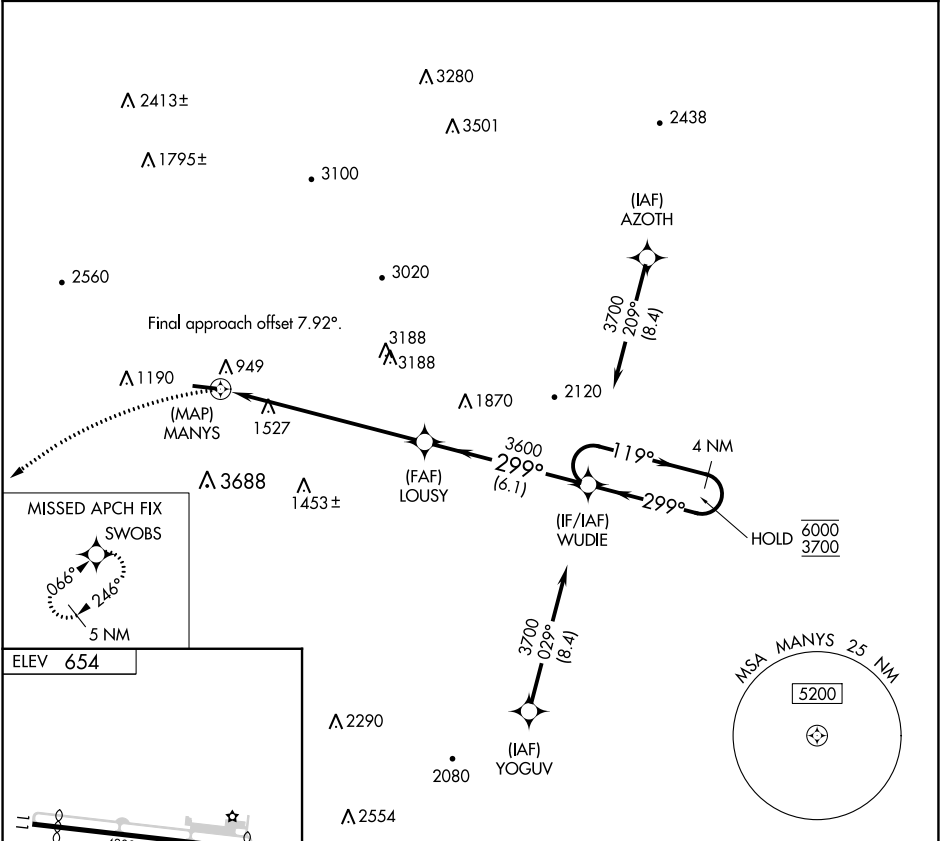 3280
2413±
3501
2438
1795±
3100
(IAF)
AZOTH
2560
3020
3700
209°
(8.4)
Final approach offset 7.92°.
3188
3188
949
1190
1870
2120
(MAP)
MANYS
1527
3600
299°
(6.1)
119°
4 NM
(FAF)
LOUSY
299°
3688
1453±
(IF/IAF)
WUDIE
HOLD 6000
3700
MISSED APCH FIX
SWOBS
066°
246°
5 NM
3700
029°
(8.4)
ELEV 654
MSA MANYS 25 NM
5200
2290
(IAF)
YOGUV
2080
2554